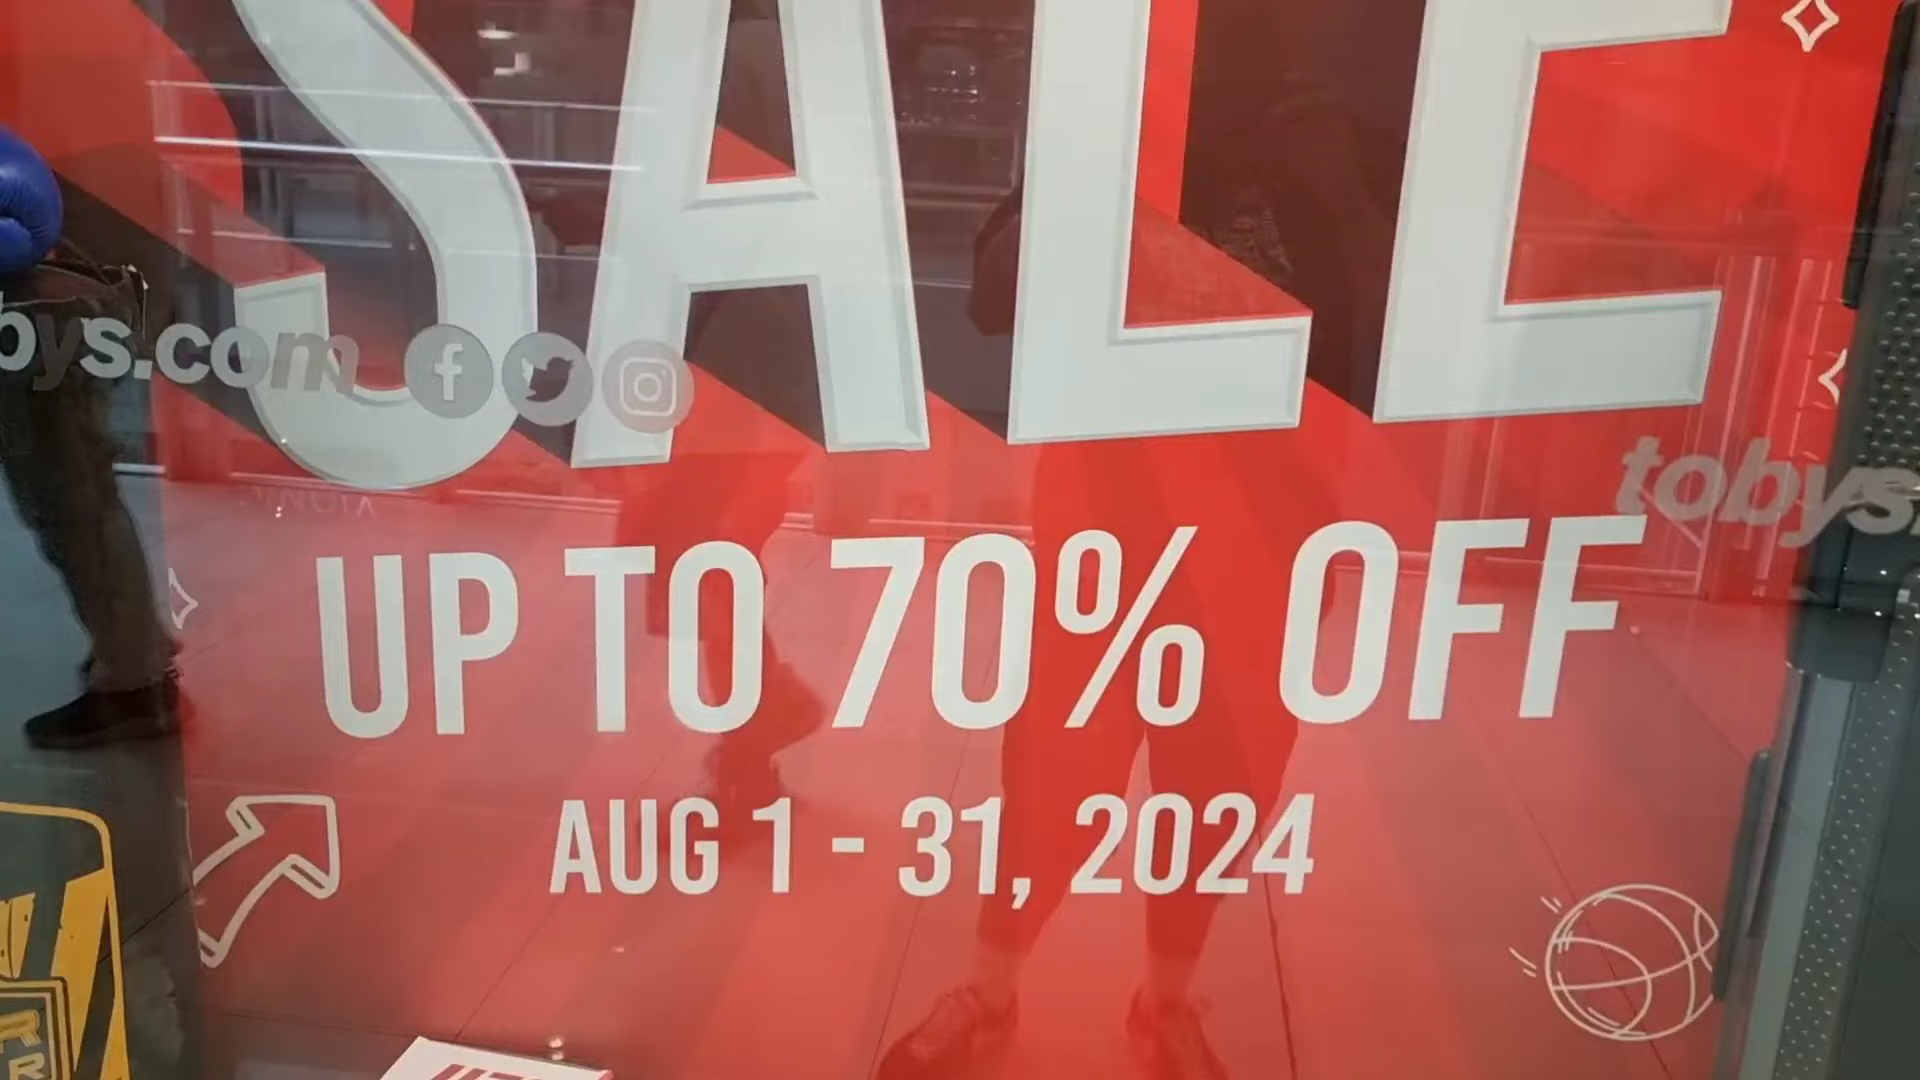 SALE
bys.com
tobys.
UP TO 70% OFF
AUG 1 - 31, 2024